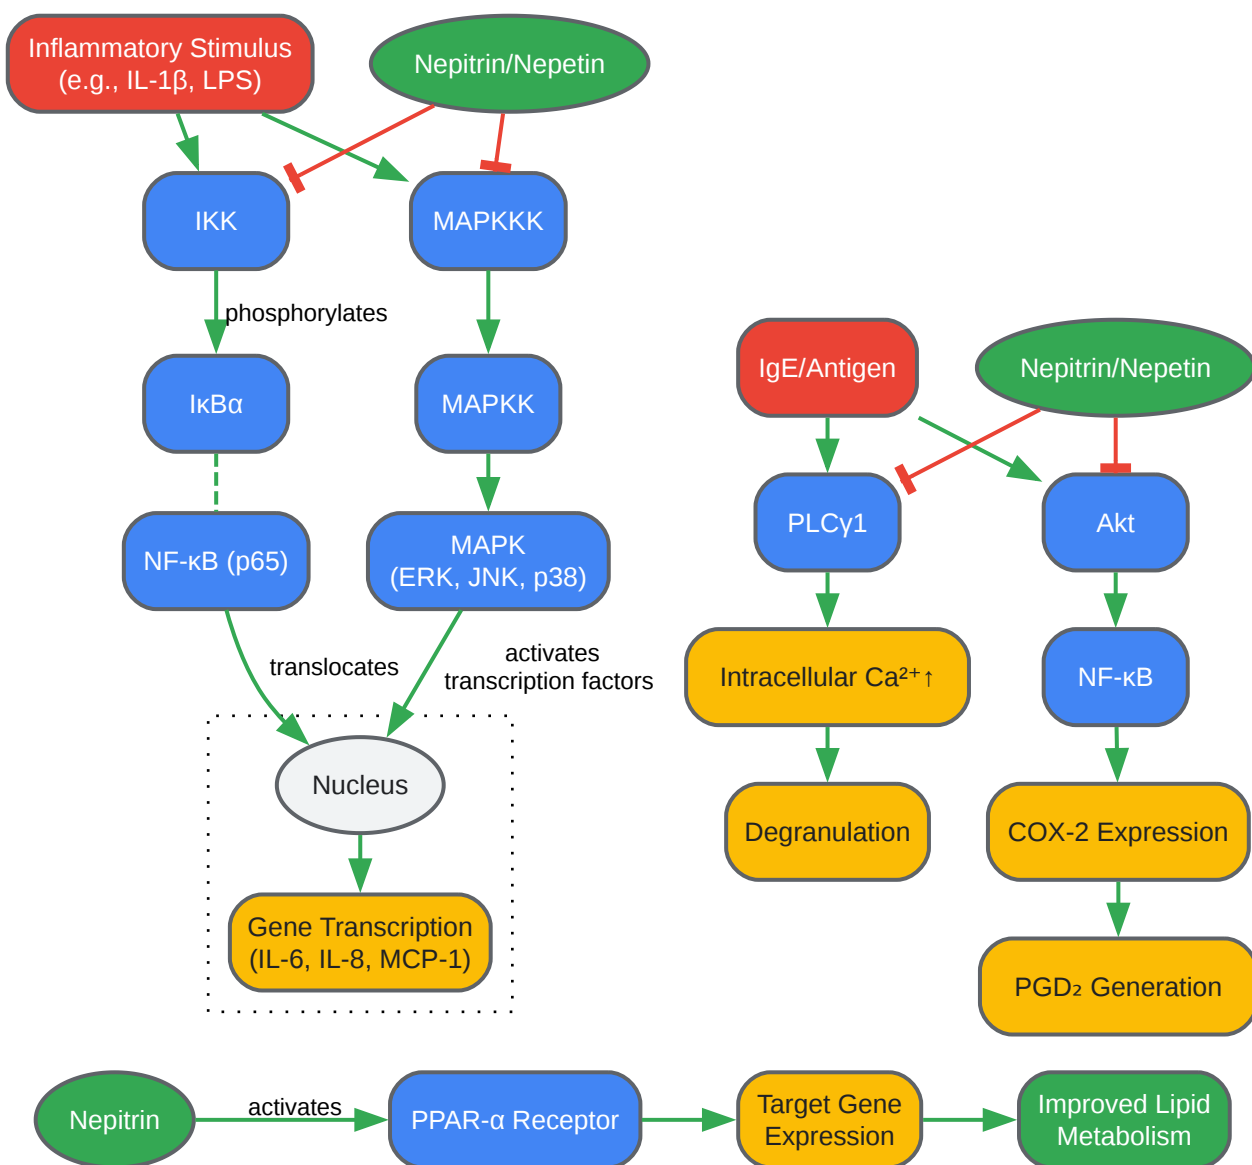 Inflammatory Stimulus
(e.g., IL-1β, LPS)
Nepitrin/Nepetin
IKK
MAPKKK
phosphorylates
IκBα
MAPKK
NF-κB (p65)
MAPK
(ERK, JNK, p38)
translocates
activates
transcription factors
Nucleus
Gene Transcription
(IL-6, IL-8, MCP-1)
IgE/Antigen
Nepitrin/Nepetin
PLCγ1
Akt
Intracellular Ca²⁺↑
NF-κB
Degranulation
COX-2 Expression
PGD₂ Generation
Nepitrin
activates
PPAR-α Receptor
Target Gene
Expression
Improved Lipid
Metabolism